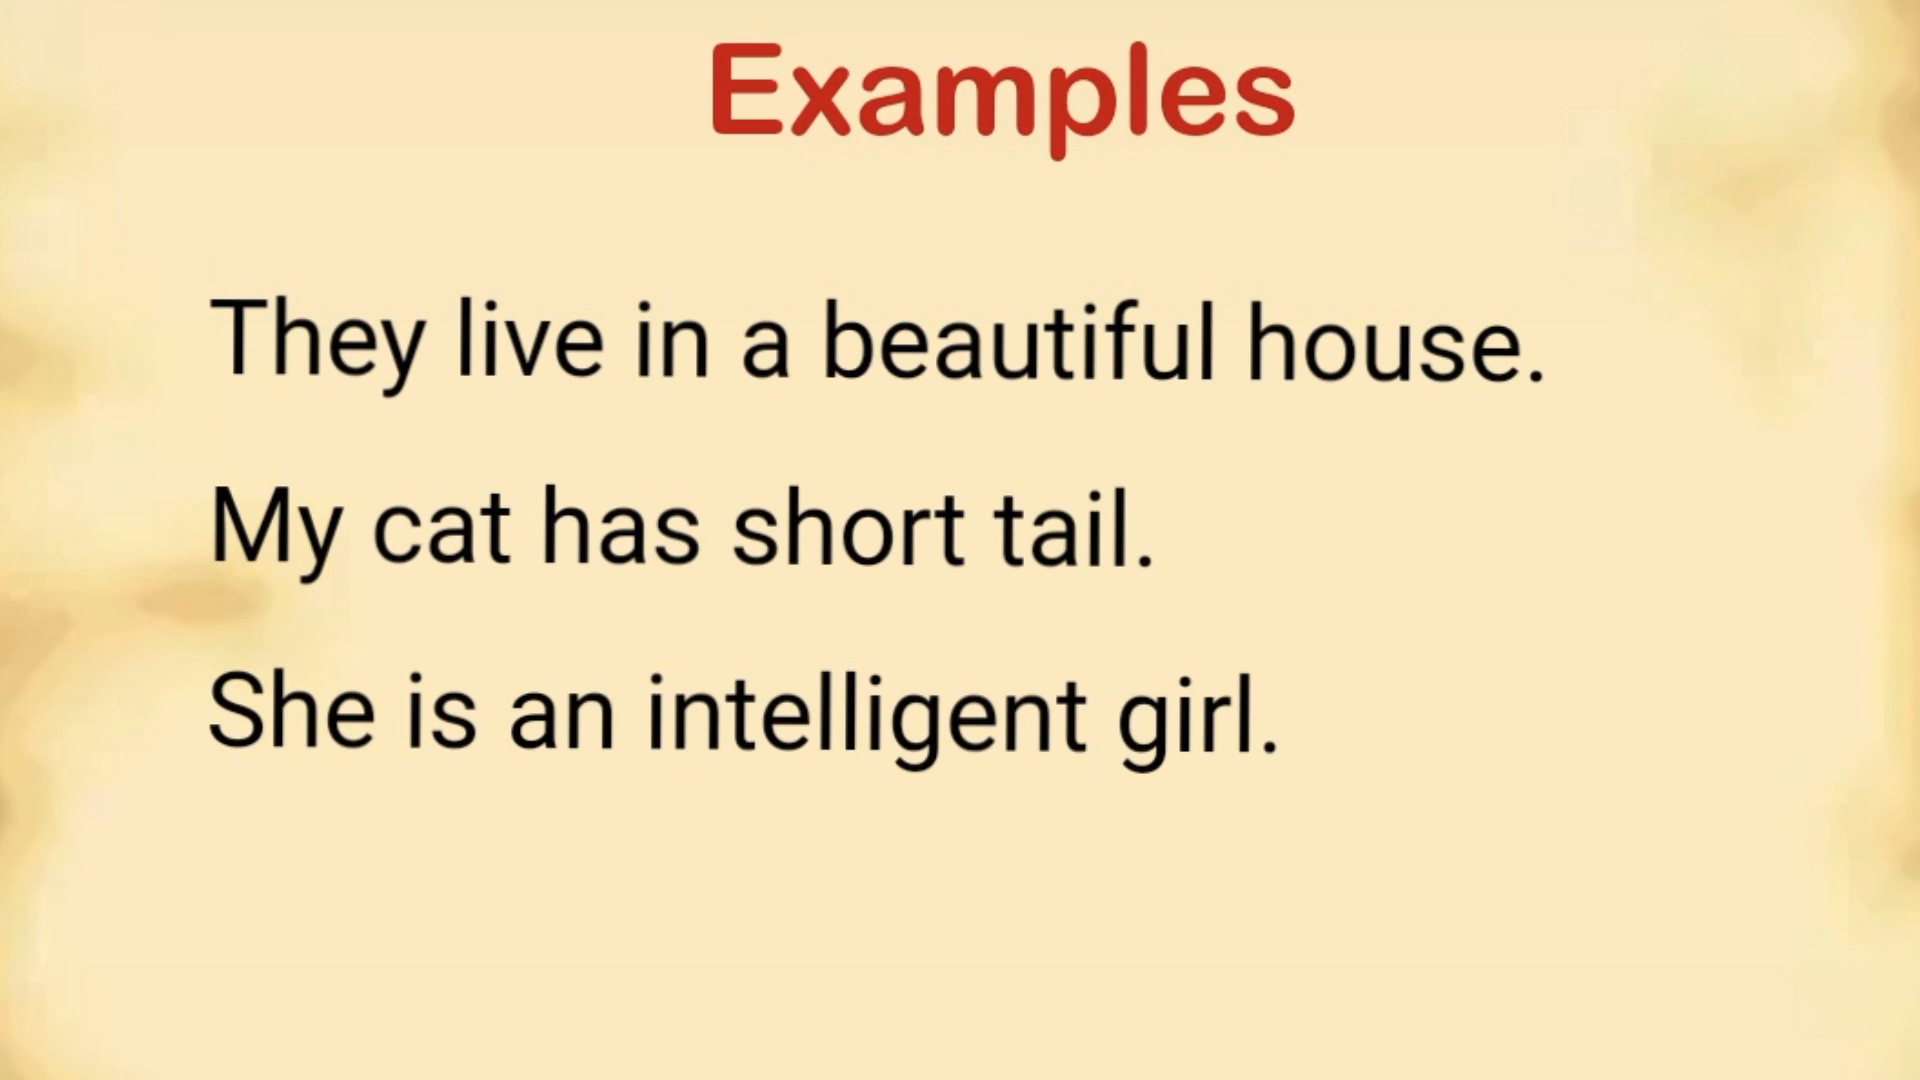 Examples
They live in a beautiful house.
My cat has short tail.
She is an intelligent girl.